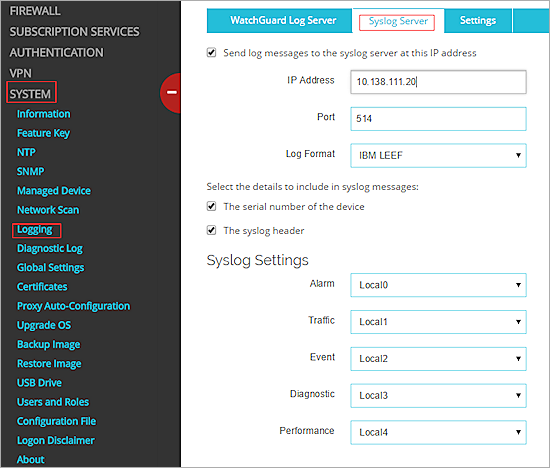 FIREWALL
SUBSCRIPTION SERVICES
AUTHENTICATION
VPN
SYSTEM
Information
Feature Key
NTP
SNMP
Managed Device
Network Scan
Logging
Diagnostic Log
Global Settings
Certificates
Proxy Auto-Configuration
Upgrade OS
Backup Image
Restore Image
USB Drive
Users and Roles
Configuration File
Logon Disclaimer
About
WatchGuard Log Server
Syslog Server
Settings
Send log messages to the syslog server at this IP address
IP Address 10.138.111.20
Port 514
Log Format IBM LEEF
Select the details to include in syslog messages:
The serial number of the device
The syslog header
Syslog Settings
Alarm Local0
Traffic Local1
Event Local2
Diagnostic Local3
Performance Local4